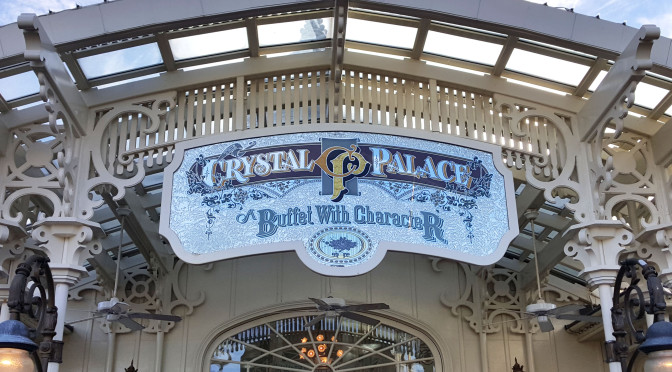 CRYSTAL CP PALACE
A Buffet With Character